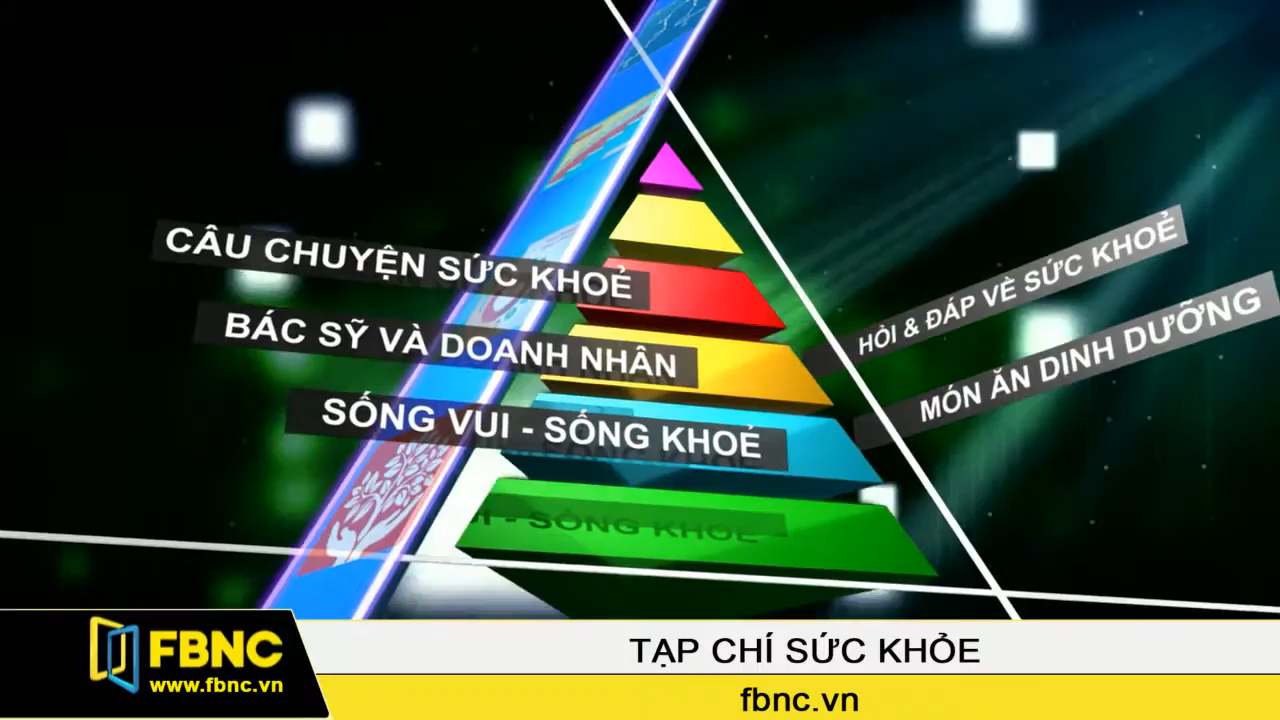 CÂU CHUYỆN SỨC KHOẺ
BÁC SỸ VÀ DOANH NHÂN
SỐNG VUI - SỐNG KHOẺ
HỎI & ĐÁP VỀ SỨC KHOẺ
MÓN ĂN DINH DƯỠNG
FBNC
www.fbnc.vn
TẠP CHÍ SỨC KHỎE
fbnc.vn